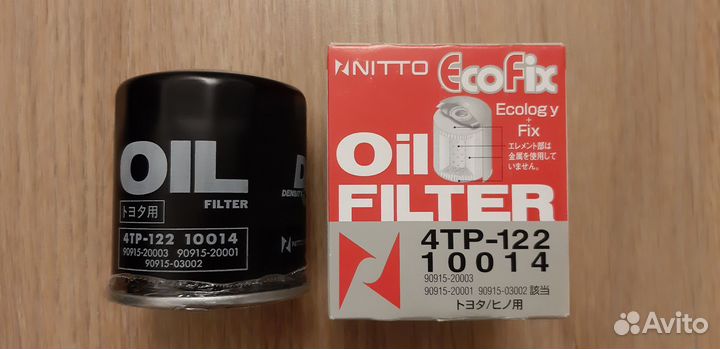 OIL
FILTER
トヨタ用
4TP-122 10014
90915-20003 90915-20001
90915-03002
DENSITY
NITTO EcoFix
Ecology
+
Fix
エレメント部は
金属を使用して
いません。
Oil
FILTER
4TP-122
10014
90915-20003
90915-20001 90915-03002 該当
トヨタ/ヒノ用
Avito